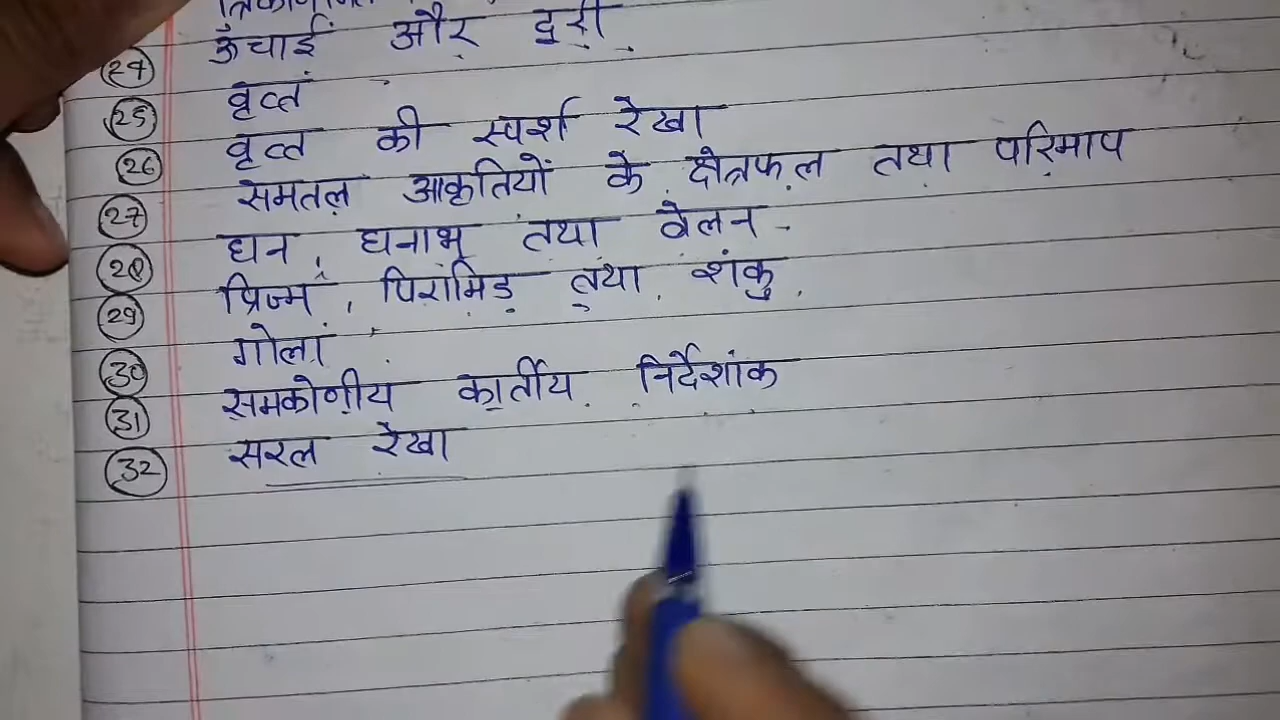 ऊँचाई और दूरी
24 वृत्त
25 वृत्त की स्पर्श रेखा
26 समतल आकृतियों के क्षेत्रफल तथा परिमाप
27 घन, घनाभ तथा बेलन
28 प्रिज्म, पिरामिड तथा शंकु
29 गोला
30 समकोणीय कार्तीय निर्देशांक
31 सरल रेखा
32